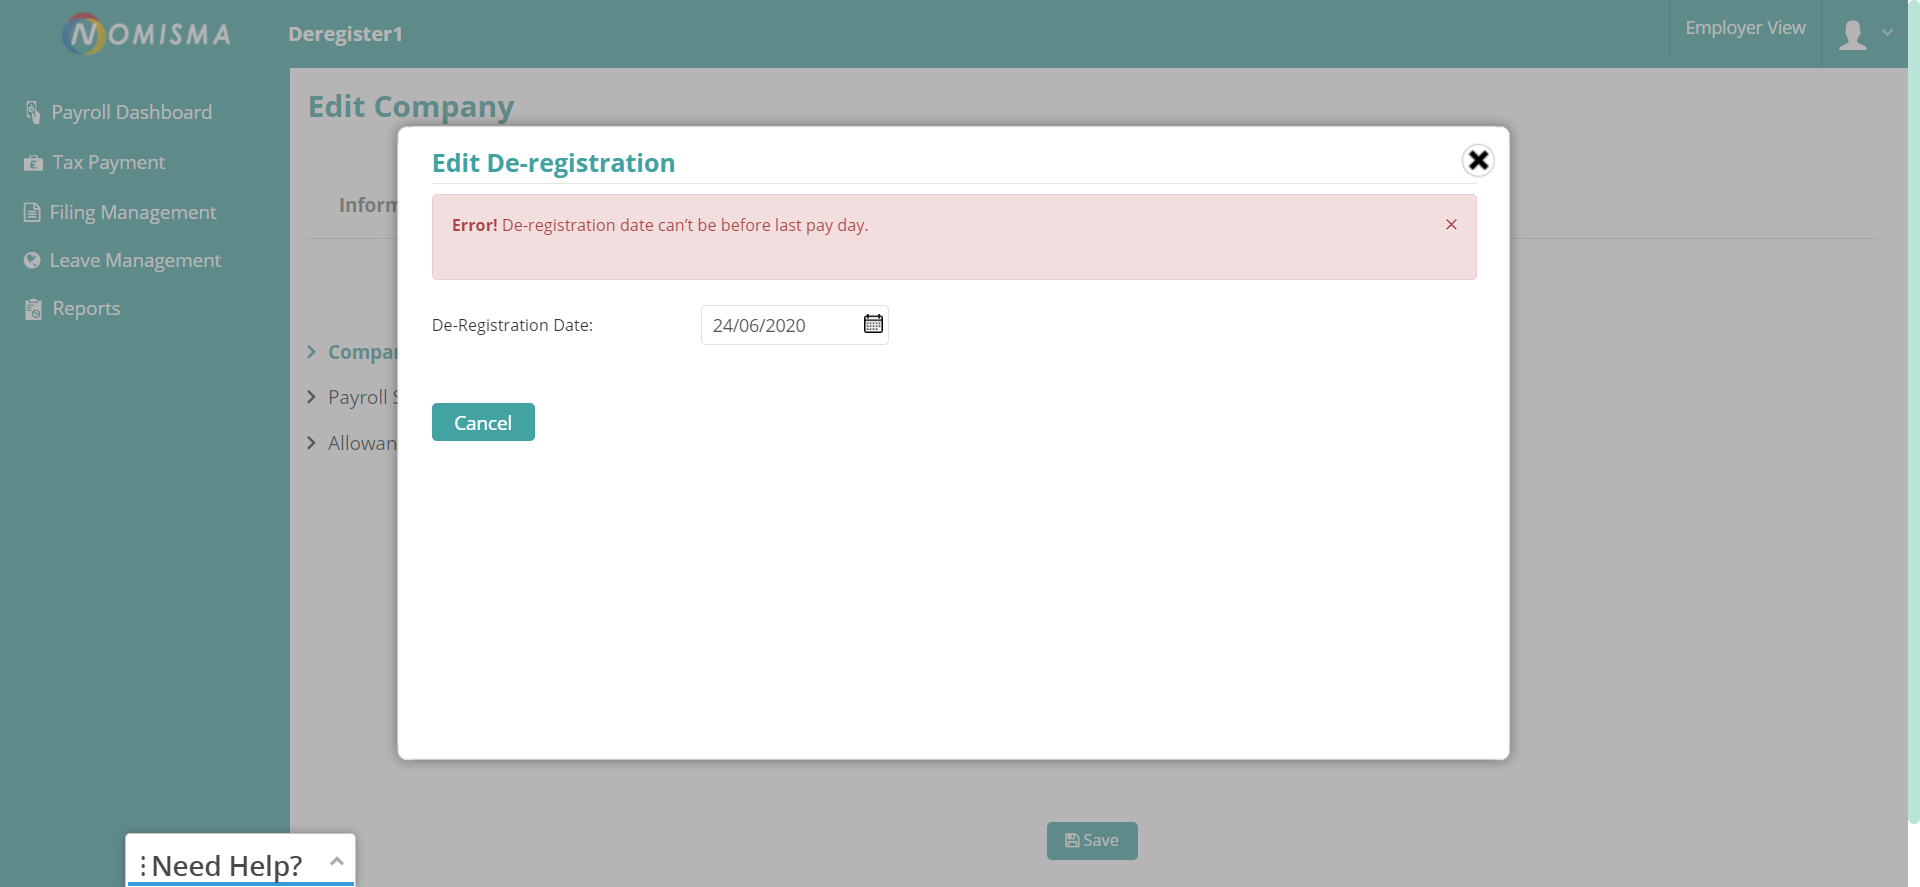 NOMISMA
Deregister1
Employer View
Payroll Dashboard
Tax Payment
Filing Management
Leave Management
Reports
Edit Company
Inform
Compa
Payroll
Allowan
Edit De-registration
Error! De-registration date can't be before last pay day.
De-Registration Date:
24/06/2020
Cancel
Save
Need Help?